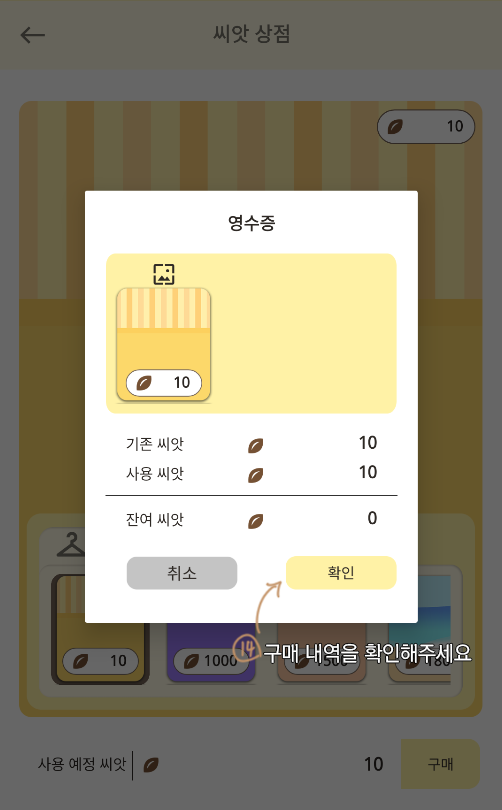 씨앗 상점
10
영수증
10
기존 씨앗 10
사용 씨앗 10
잔여 씨앗 0
취소 확인
10 1000 1500 180
14 구매 내역을 확인해주세요
사용 예정 씨앗 10 구매